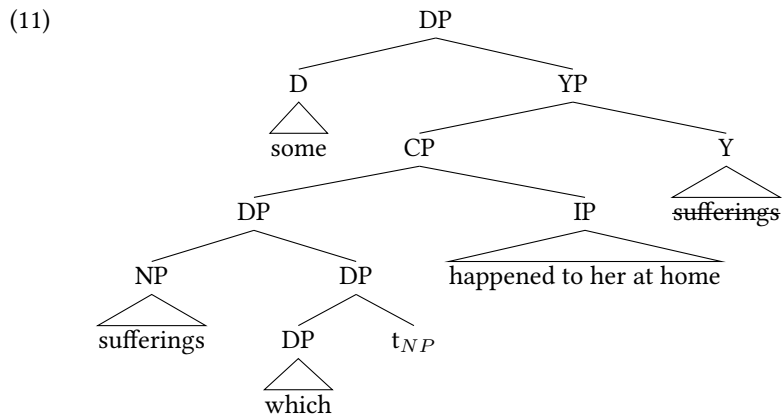 (11) DP
D YP
some CP Y
DP IP sufferings
NP DP happened to her at home
sufferings DP t_NP
which